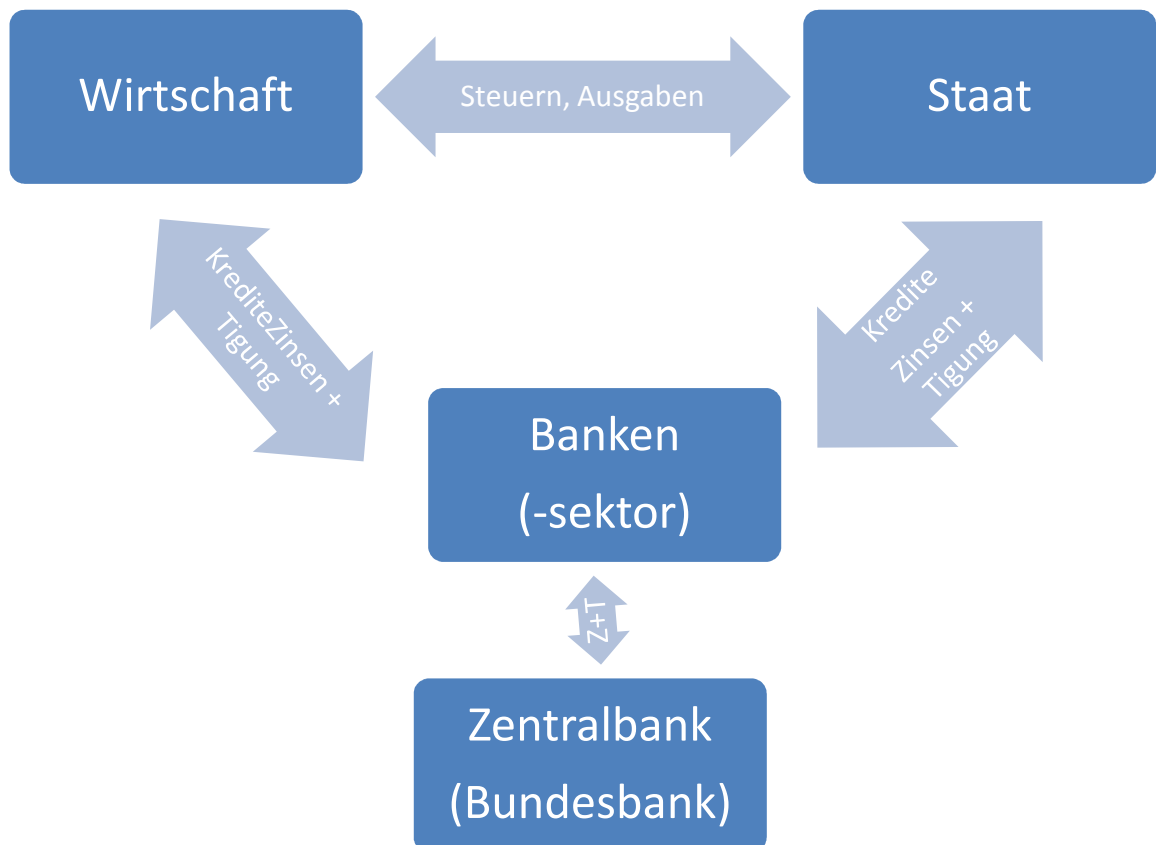 Wirtschaft
Steuern, Ausgaben
Staat
KrediteZinsen +
Tigung
Kredite
Zinsen +
Tigung
Banken
(-sektor)
Z+T
Zentralbank
(Bundesbank)